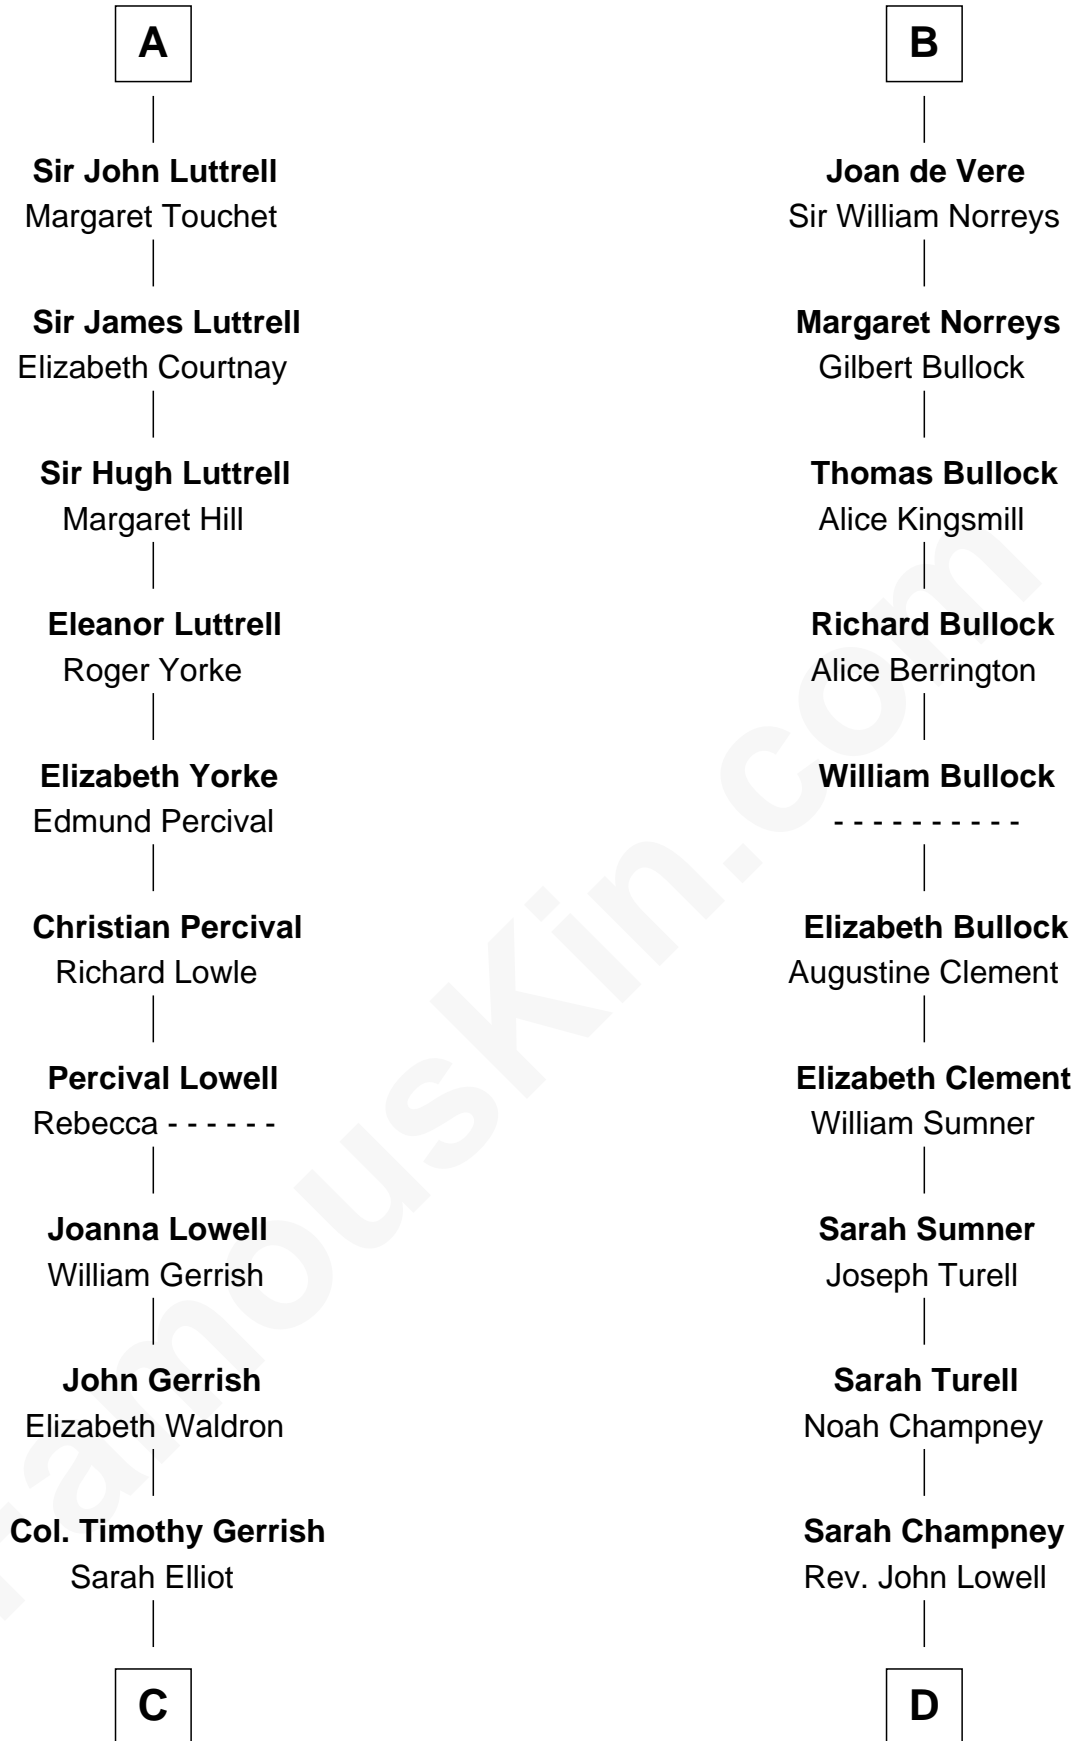 A
Sir John Luttrell
Margaret Touchet
Sir James Luttrell
Elizabeth Courtnay
Sir Hugh Luttrell
Margaret Hill
Eleanor Luttrell
Roger Yorke
Elizabeth Yorke
Edmund Percival
Christian Percival
Richard Lowle
Percival Lowell
Rebecca - - - - - -
Joanna Lowell
William Gerrish
John Gerrish
Elizabeth Waldron
Col. Timothy Gerrish
Sarah Elliot
C
B
Joan de Vere
Sir William Norreys
Margaret Norreys
Gilbert Bullock
Thomas Bullock
Alice Kingsmill
Richard Bullock
Alice Berrington
William Bullock
- - - - - - - - - -
Elizabeth Bullock
Augustine Clement
Elizabeth Clement
William Sumner
Sarah Sumner
Joseph Turell
Sarah Turell
Noah Champney
Sarah Champney
Rev. John Lowell
D
FamousKin.com